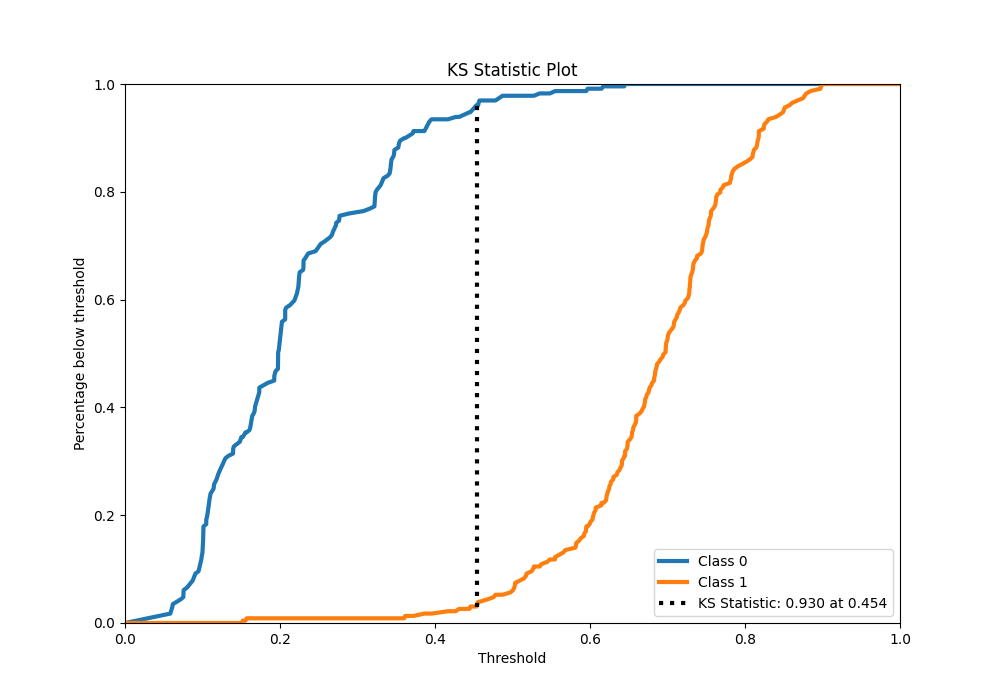 KS Statistic Plot
1.0
0.8
0.6
0.4
0.2
0.0
Percentage below threshold
0.0 0.2 0.4 0.6 0.8 1.0
Threshold
Class 0
Class 1
KS Statistic: 0.930 at 0.454